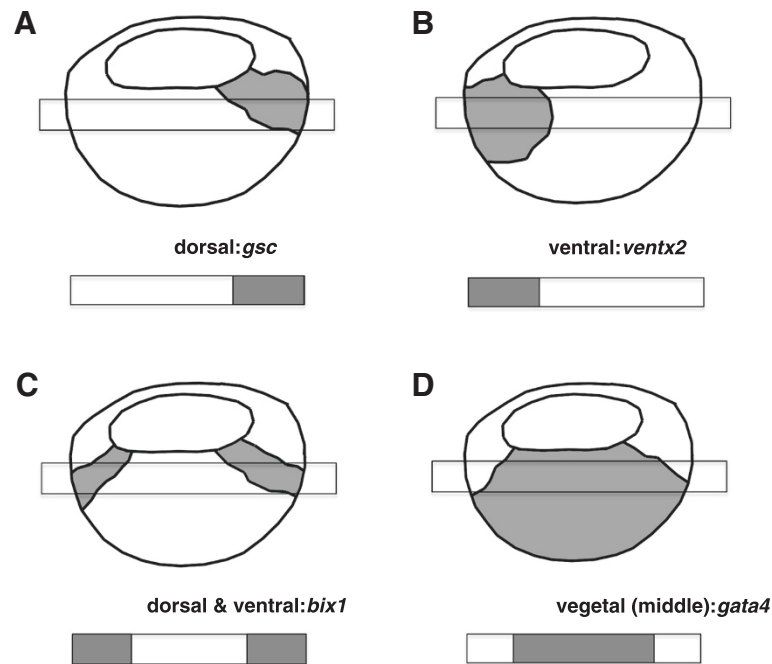 A
B
dorsal:gsc
ventral:ventx2
C
D
dorsal & ventral:bix1
vegetal (middle):gata4